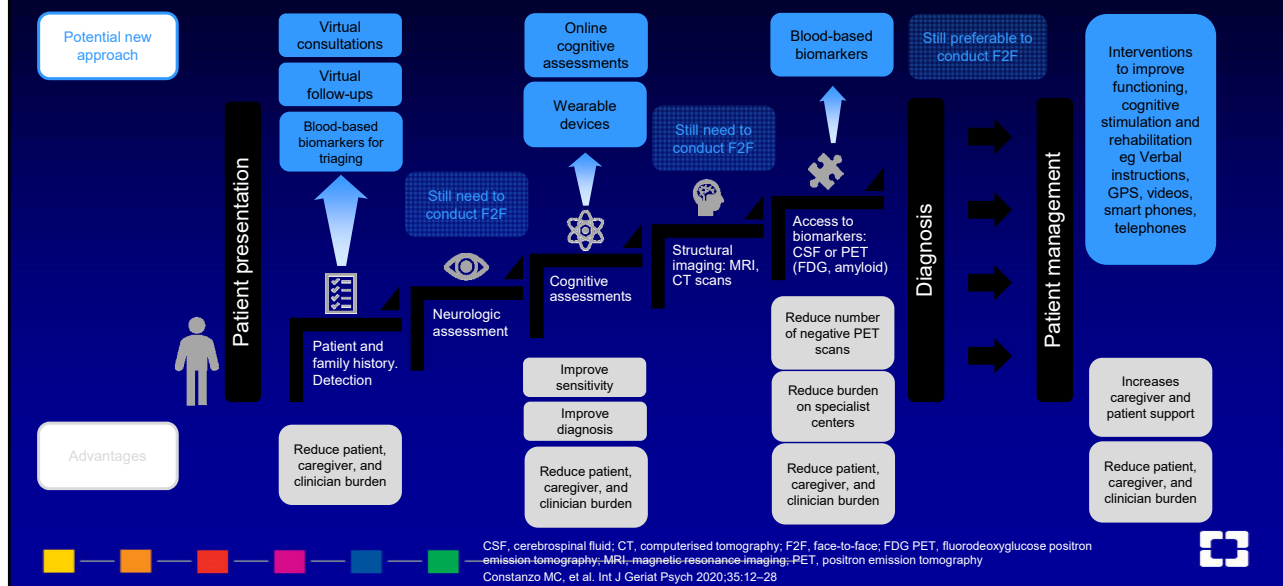 Potential new
approach
Virtual
consultations
Virtual
follow-ups
Blood-based
biomarkers for
triaging
Online
cognitive
assessments
Wearable
devices
Blood-based
biomarkers
Still preferable to
conduct F2F
Interventions
to improve
functioning,
cognitive
stimulation and
rehabilitation
eg Verbal
instructions,
GPS, videos,
smart phones,
telephones
Still need to
conduct F2F
Still need to
conduct F2F
Patient presentation
Patient and
family history.
Detection
Neurologic
assessment
Cognitive
assessments
Structural
imaging: MRI,
CT scans
Access to
biomarkers:
CSF or PET
(FDG, amyloid)
Diagnosis
Patient management
Advantages
Reduce patient,
caregiver, and
clinician burden
Improve
sensitivity
Improve
diagnosis
Reduce patient,
caregiver, and
clinician burden
Reduce number
of negative PET
scans
Reduce burden
on specialist
centers
Reduce patient,
caregiver, and
clinician burden
Increases
caregiver and
patient support
Reduce patient,
caregiver, and
clinician burden
CSF, cerebrospinal fluid; CT, computerised tomography; F2F, face-to-face; FDG PET, fluorodeoxyglucose positron
emission tomography; MRI, magnetic resonance imaging; PET, positron emission tomography
Constanzo MC, et al. Int J Geriat Psych 2020;35:12–28